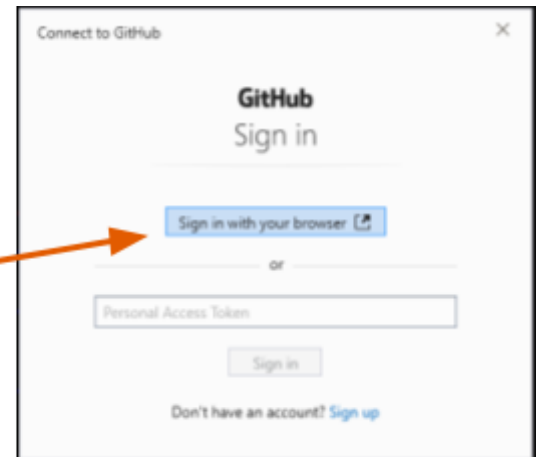 Connect to GitHub
GitHub
Sign in
Sign in with your browser
or
Personal Access Token
Sign in
Don't have an account? Sign up